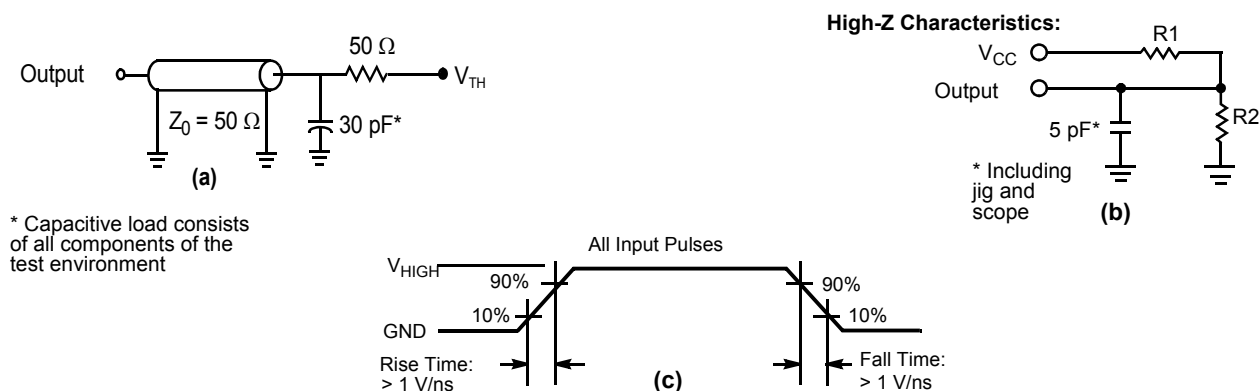 High-Z Characteristics:
50 Ω
Output
V_TH
Z_0 = 50 Ω
30 pF*
(a)
* Capacitive load consists
of all components of the
test environment
R1
V_CC
Output
R2
5 pF*
* Including
jig and
scope
(b)
All Input Pulses
V_HIGH
90%
90%
10%
10%
GND
Rise Time:
> 1 V/ns
Fall Time:
> 1 V/ns
(c)